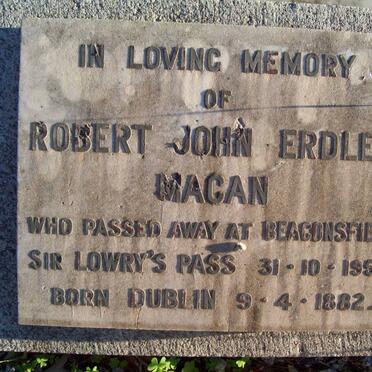 IN LOVING MEMORY
OF
ROBERT JOHN ERDLE
MACAN
WHO PASSED AWAY AT BEACONSFIE
SIR LOWRY'S PASS 31-10-195
BORN DUBLIN 9-4-1882.